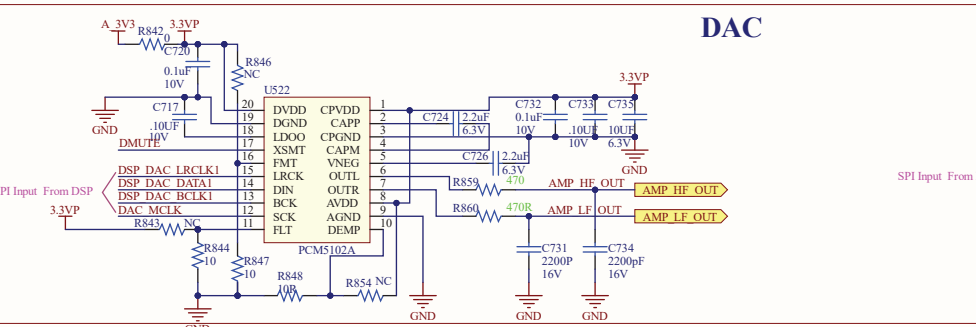 DAC
A_3V3
3.3VP
R842
0
C720
0.1uF
10V
R846
NC
U522
C717
.10UF
10V
GND
DMUTE
DSP_DAC_LRCLK1
DSP_DAC_DATA1
DSP_DAC_BCLK1
DAC_MCLK
PI Input From DSP
3.3VP
R843
NC
R844
10
R847
10
GND
20 DVDD CPVDD 1
19 DGND CAPP 2
18 LDOO CPGND 3
17 XSMT CAPM 4
16 FMT VNEG 5
15 LRCK OUTL 6
14 DIN OUTR 7
13 BCK AVDD 8
12 SCK AGND 9
11 FLT DEMP 10
PCM5102A
R848
10R
R854 NC
GND
C724
2.2uF
6.3V
C726
2.2uF
6.3V
C732
0.1uF
10V
C733
.10UF
10V
C735
10UF
6.3V
3.3VP
GND
R859
470
AMP_HF_OUT
AMP_HF_OUT
R860
470R
AMP_LF_OUT
AMP_LF_OUT
C731
2200P
16V
GND
C734
2200pF
16V
GND
SPI Input From